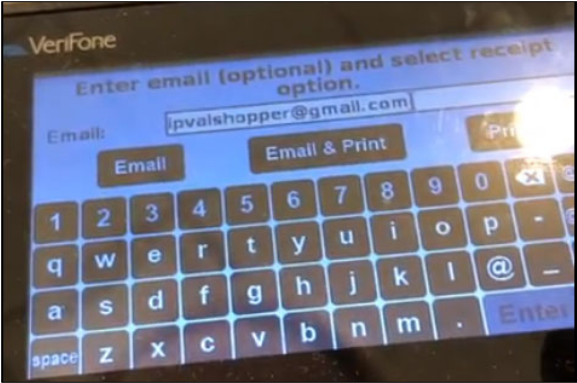 VeriFone
Enter email (optional) and select receipt
option.
Email: ipvalshopper@gmail.com
Email Email & Print
1 2 3 4 5 6 7 8 9 0
q w e r t y u i o p -
a s d f g h j k l @ _
space z x c v b n m . Enter